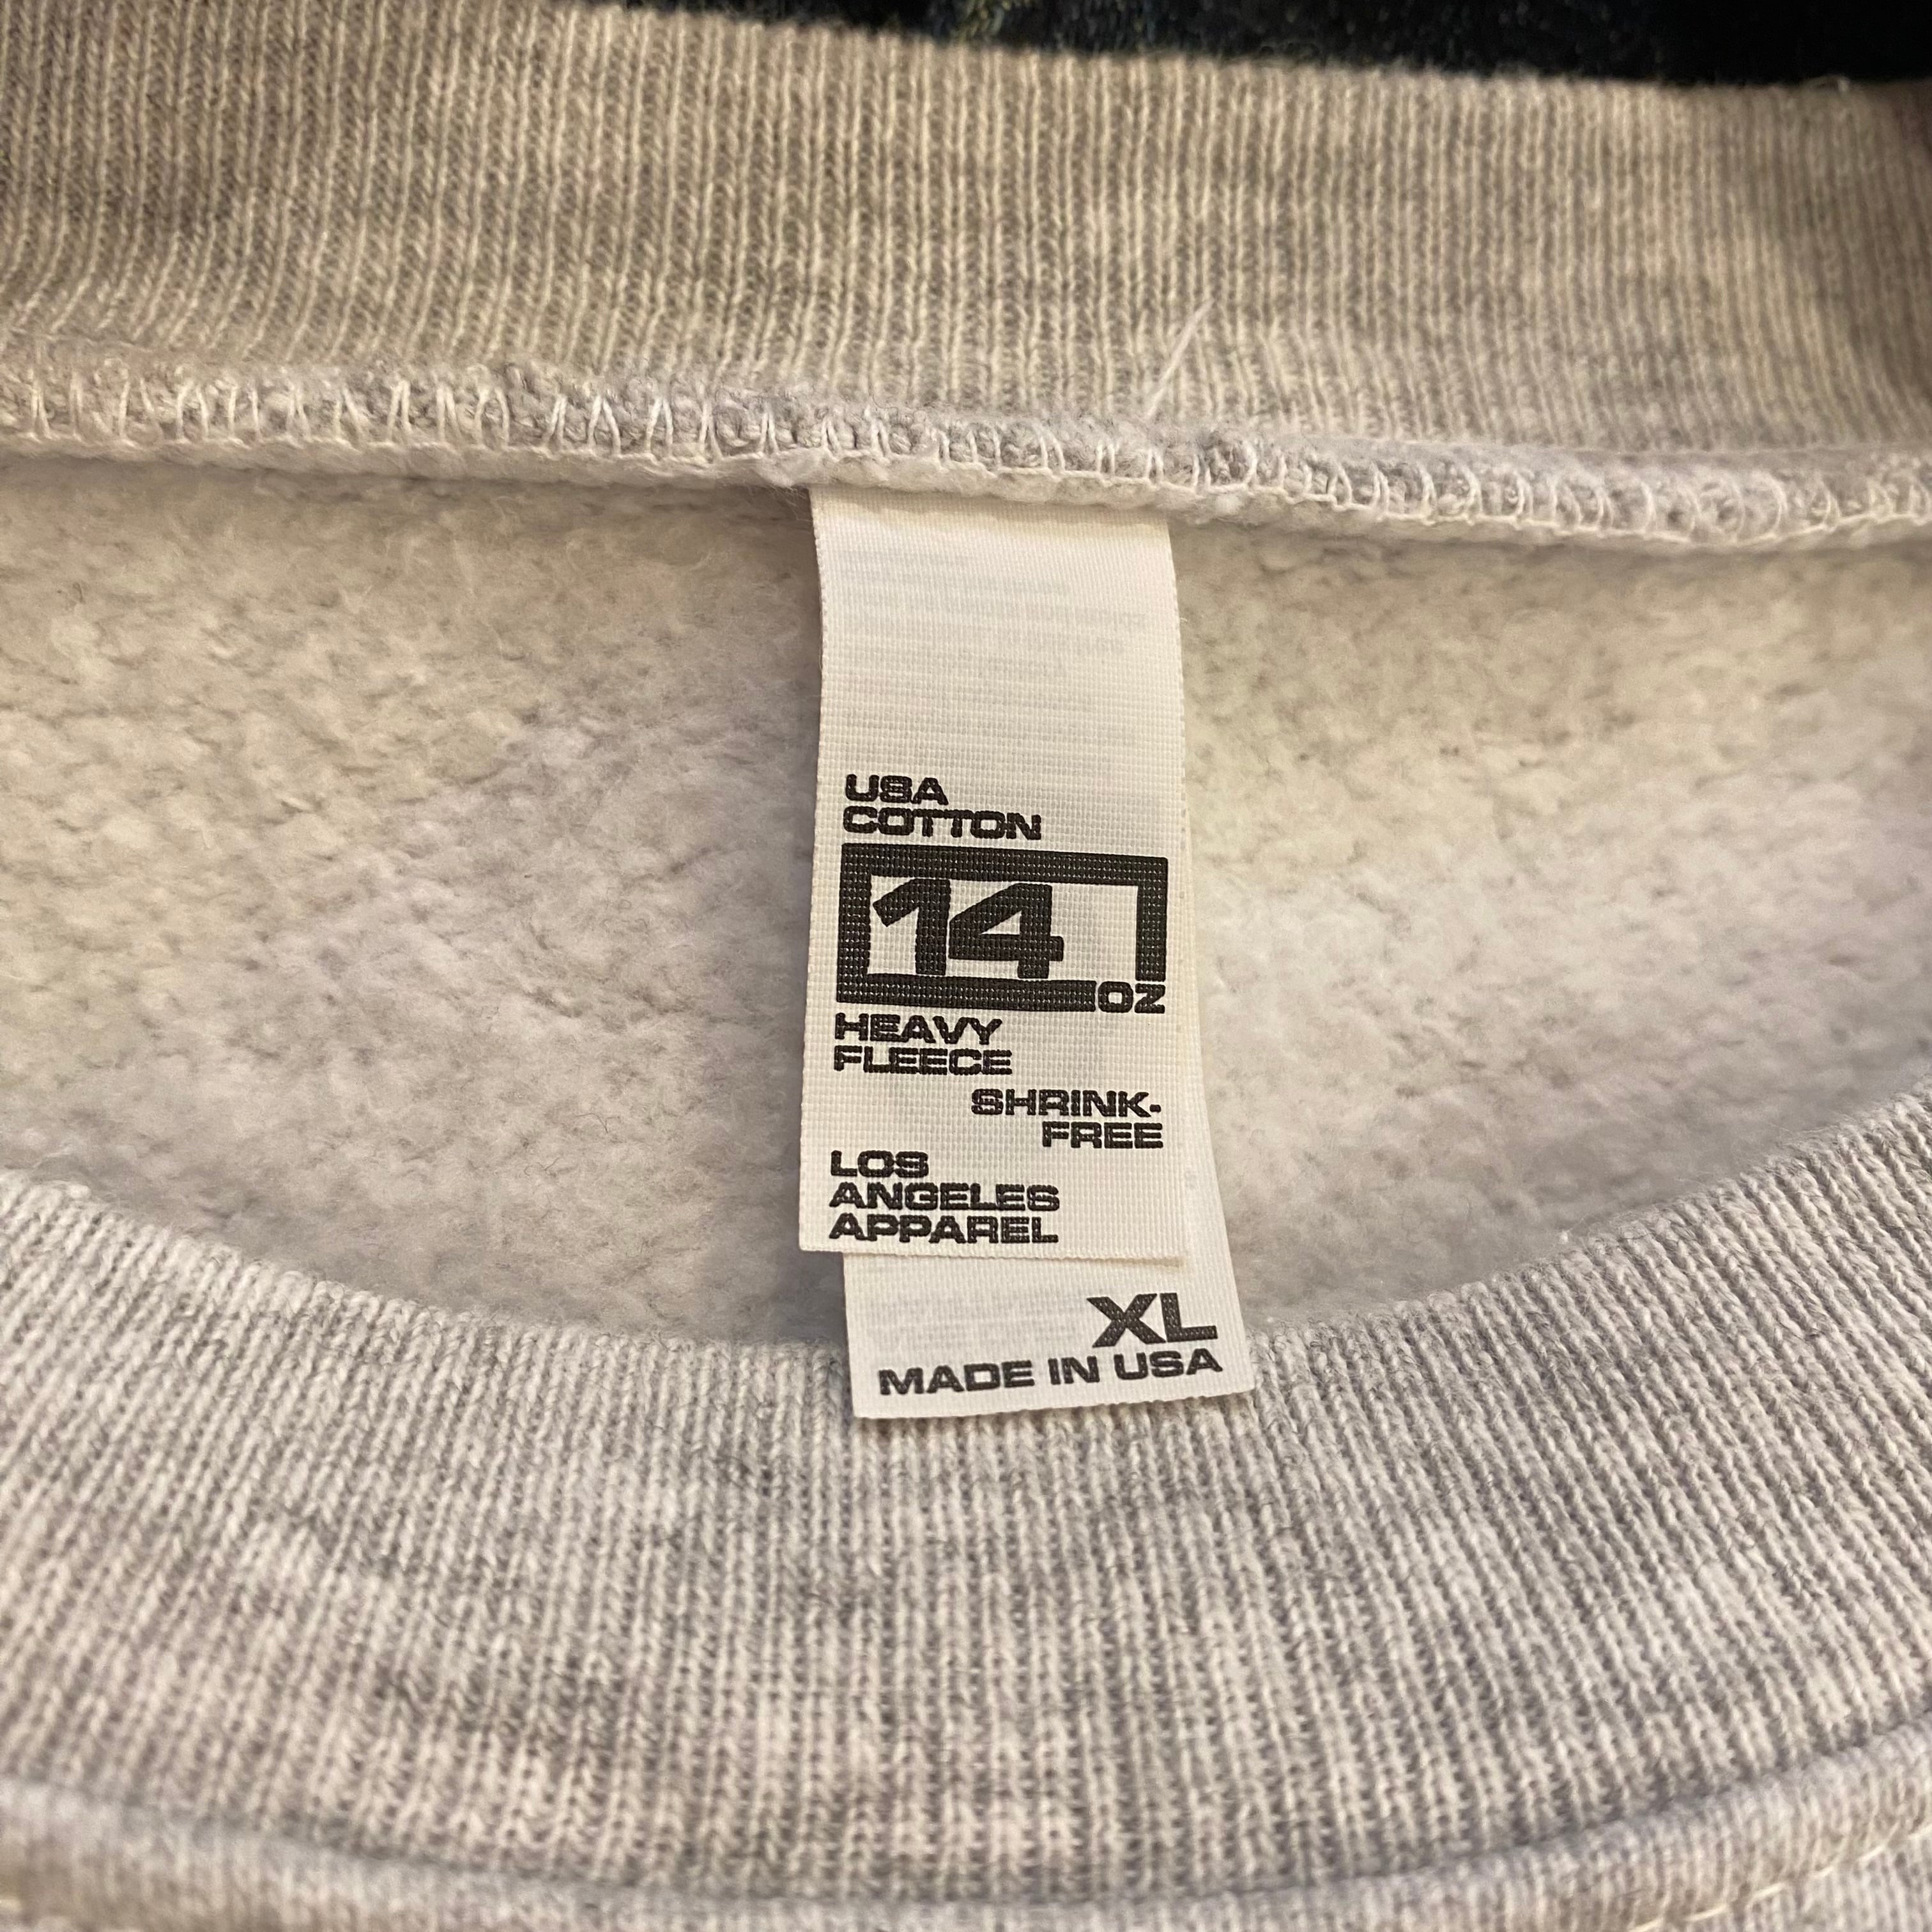 USA
COTTON
14
OZ
HEAVY
FLEECE
SHRINK-
FREE
LOS
ANGELES
APPAREL
XL
MADE IN USA